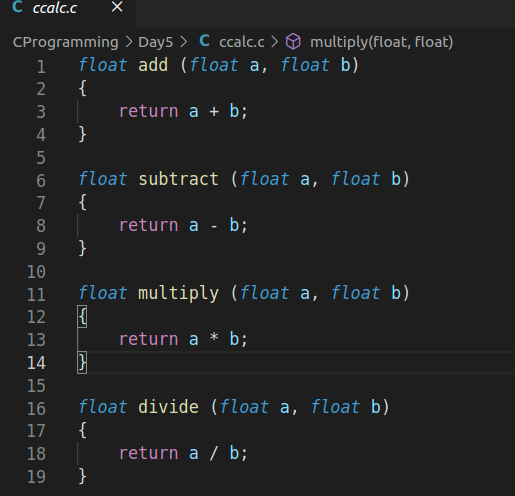 C ccalc.c ×
CProgramming > Day5 > C ccalc.c > multiply(float, float)
1 float add (float a, float b)
2 {
3     return a + b;
4 }
5
6 float subtract (float a, float b)
7 {
8     return a - b;
9 }
10
11 float multiply (float a, float b)
12 {
13     return a * b;
14 }
15
16 float divide (float a, float b)
17 {
18     return a / b;
19 }